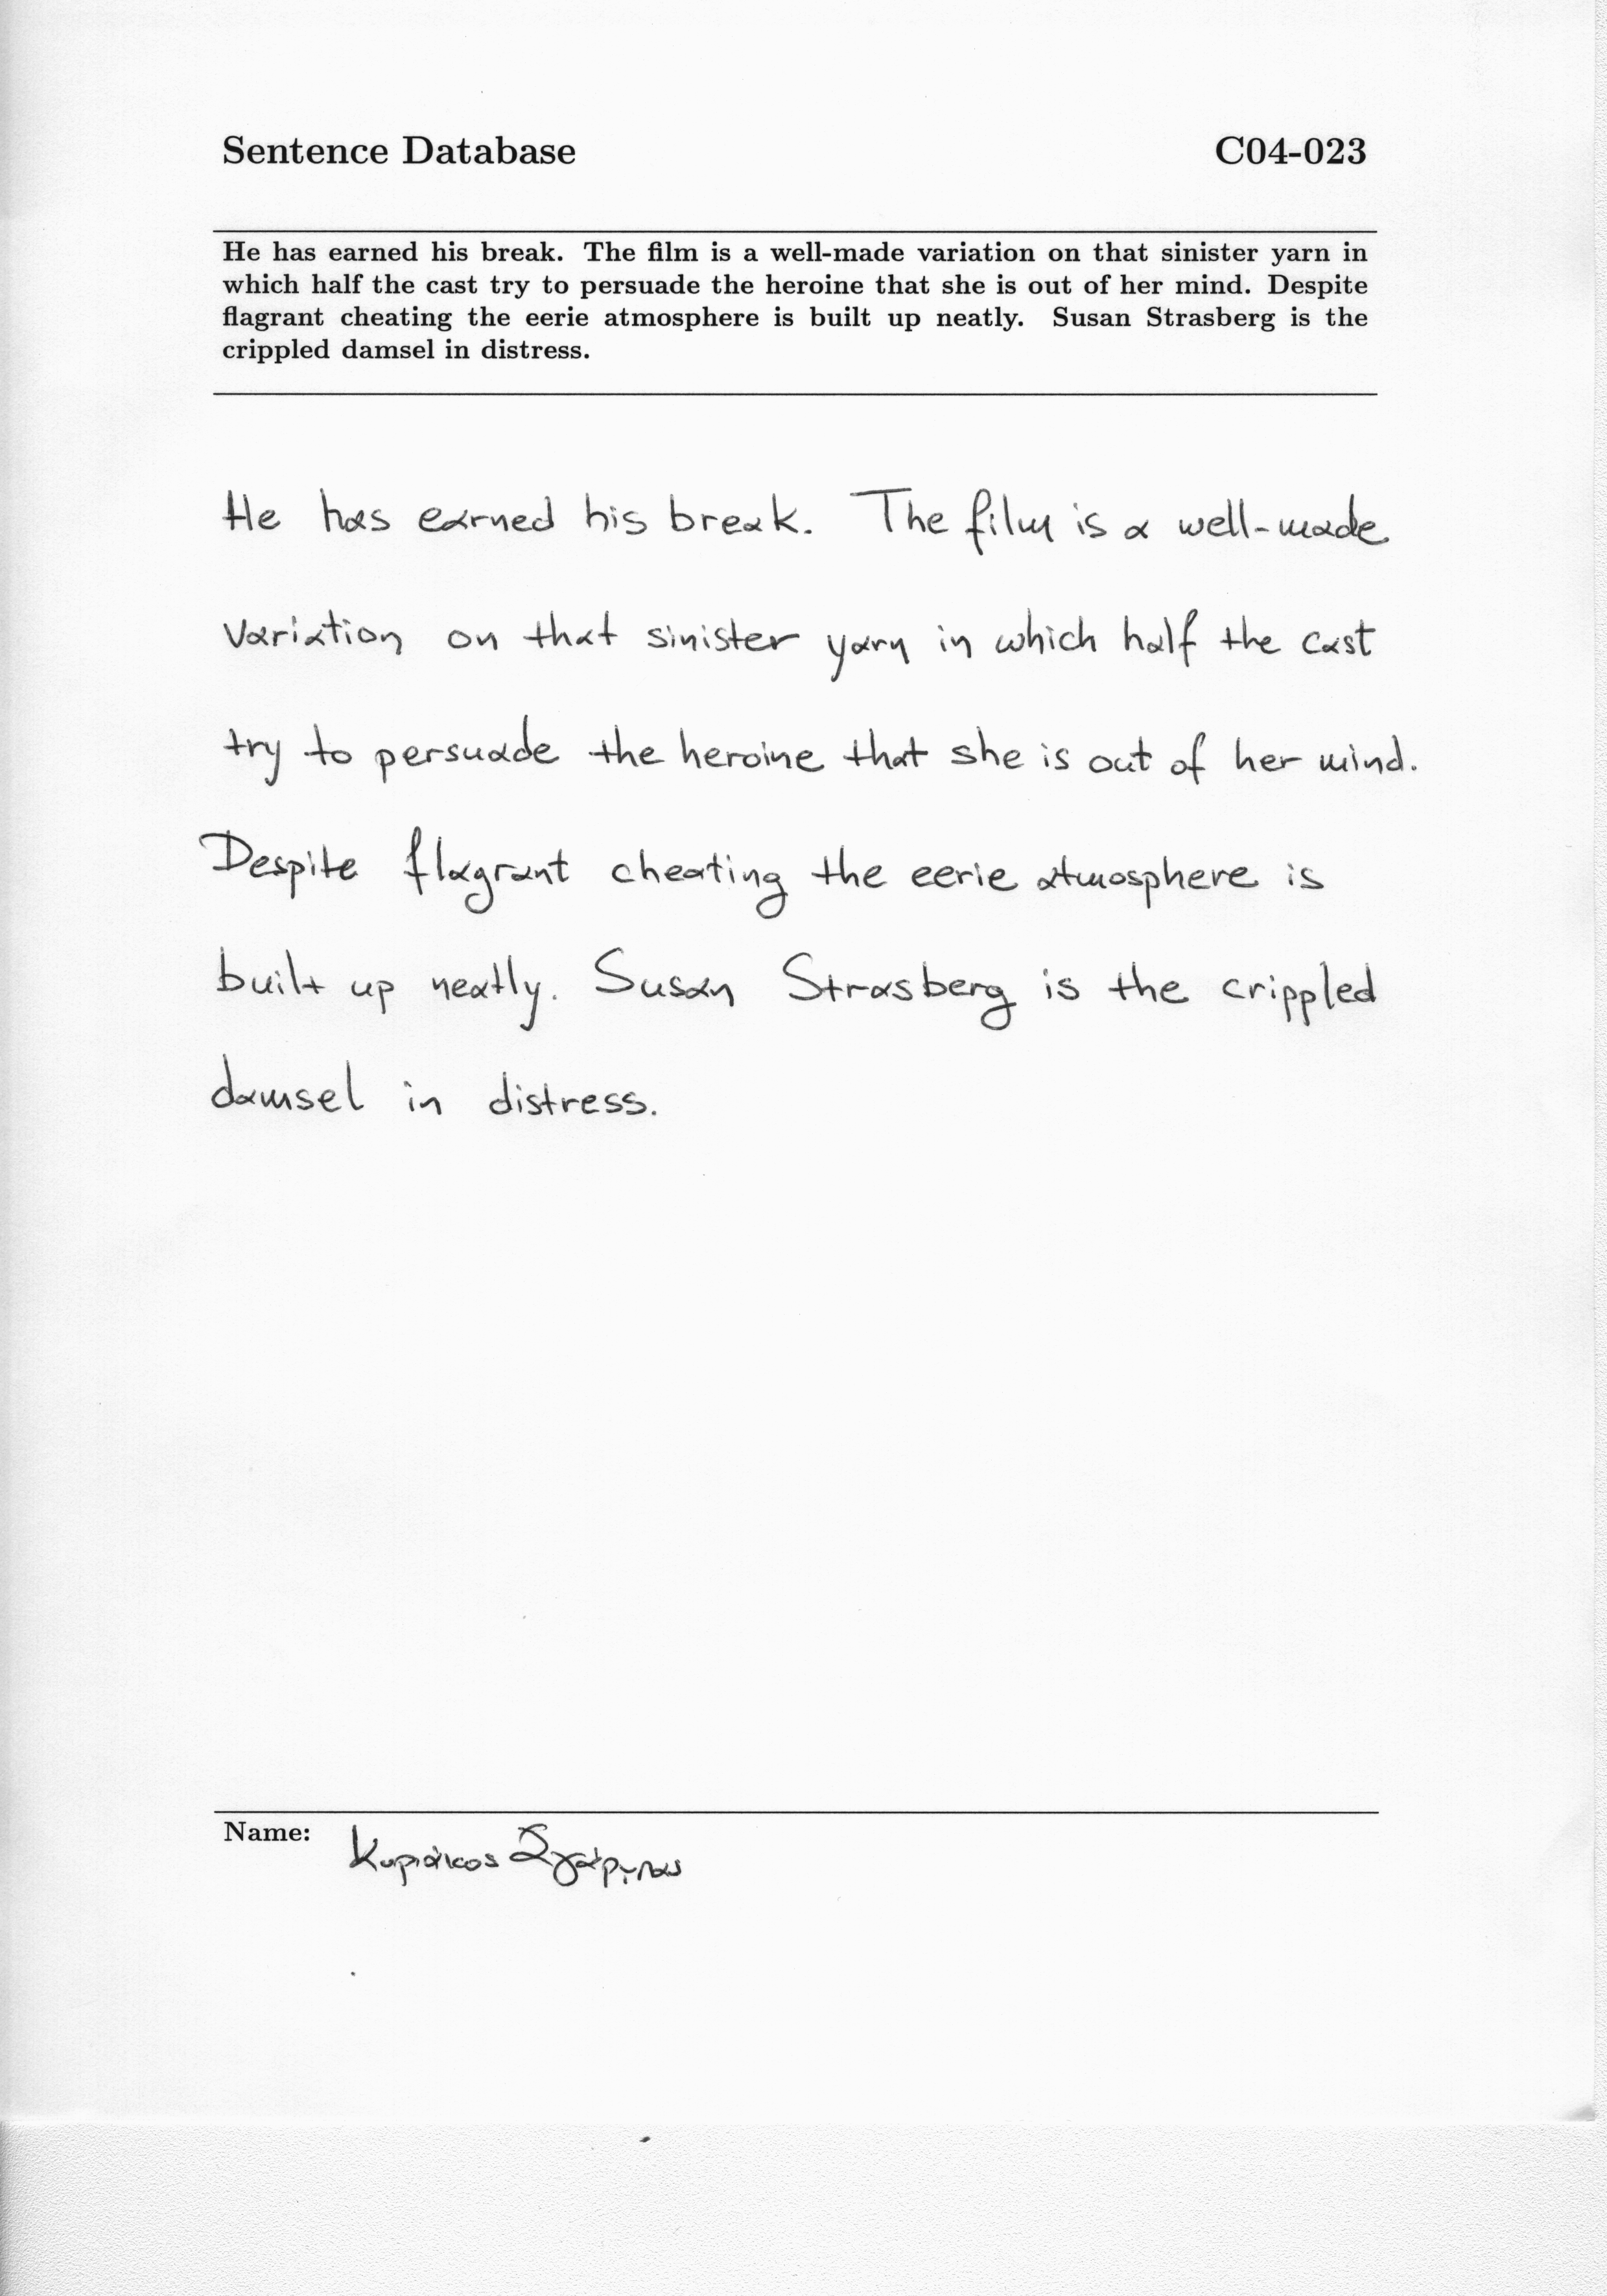 Sentence Database C04-023
He has earned his break. The film is a well-made variation on that sinister yarn in
which half the cast try to persuade the heroine that she is out of her mind. Despite
flagrant cheating the eerie atmosphere is built up neatly. Susan Strasberg is the
crippled damsel in distress.
He has earned his break. The film is a well-made
variation on that sinister yarn in which half the cast
try to persuade the heroine that she is out of her mind.
Despite flagrant cheating the eerie atmosphere is
built up neatly. Susan Strasberg is the crippled
damsel in distress.
Name: